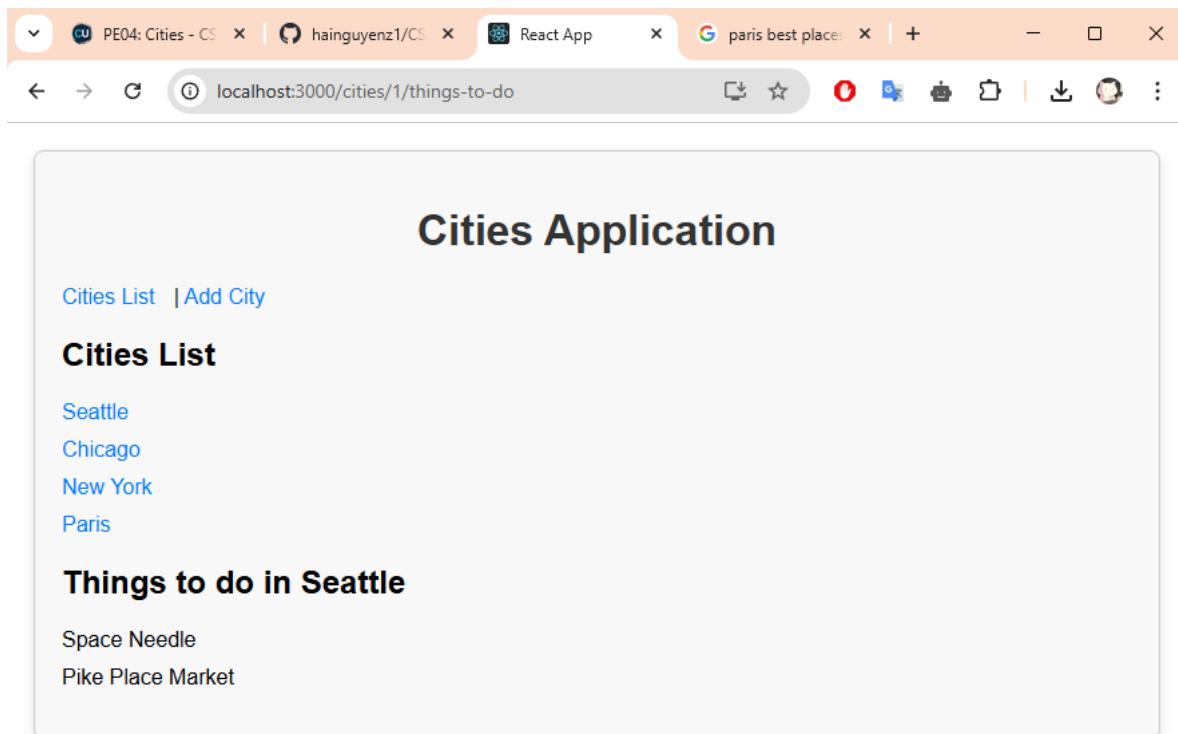 PE04: Cities - CS
hainguyenz1/CS
React App
paris best places
localhost:3000/cities/1/things-to-do
Cities Application
Cities List | Add City
Cities List
Seattle
Chicago
New York
Paris
Things to do in Seattle
Space Needle
Pike Place Market